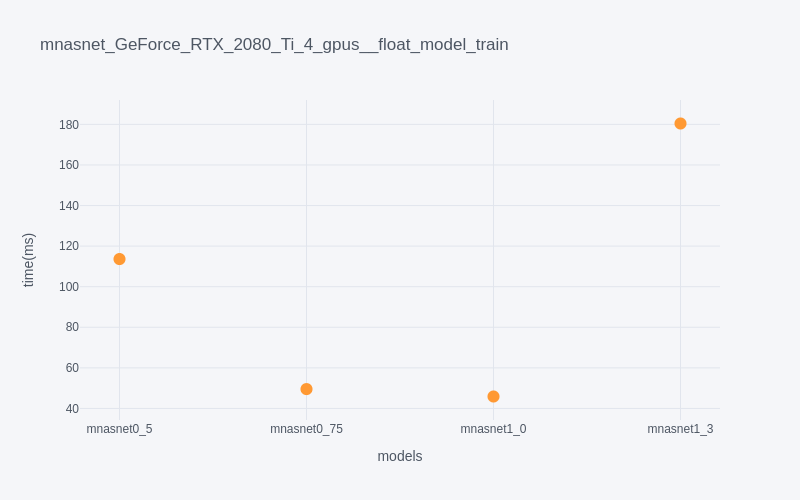 mnasnet_GeForce_RTX_2080_Ti_4_gpus__float_model_train
time(ms)
180
160
140
120
100
80
60
40
mnasnet0_5 mnasnet0_75 mnasnet1_0 mnasnet1_3
models